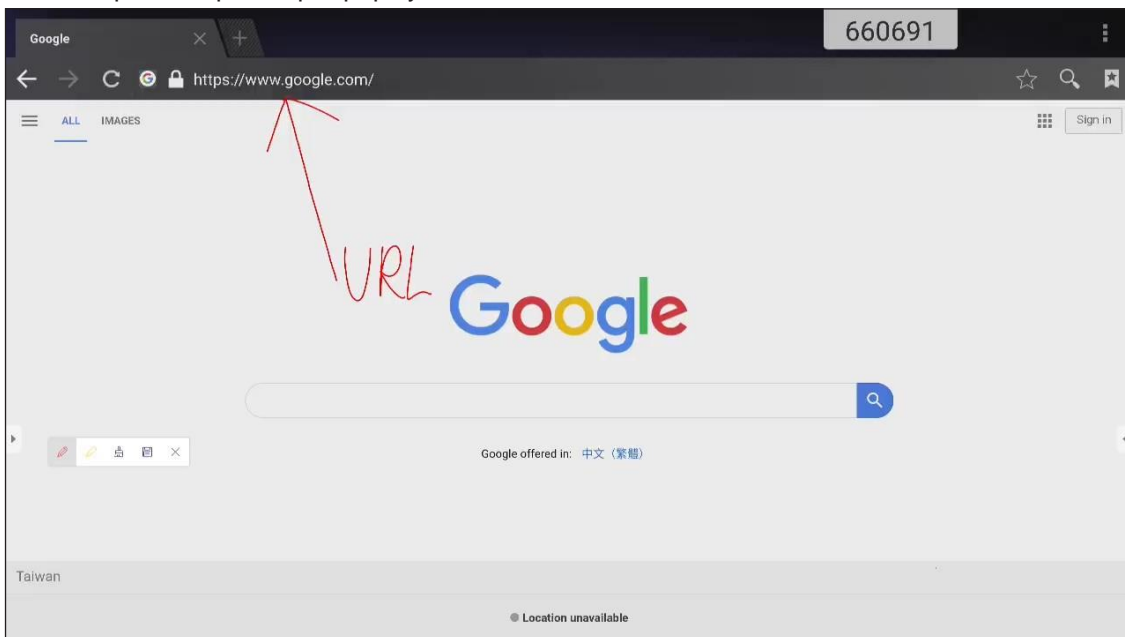 Google
660691
https://www.google.com/
ALL IMAGES
Sign in
URL
Google
Google offered in: 中文（繁體）
Taiwan
Location unavailable